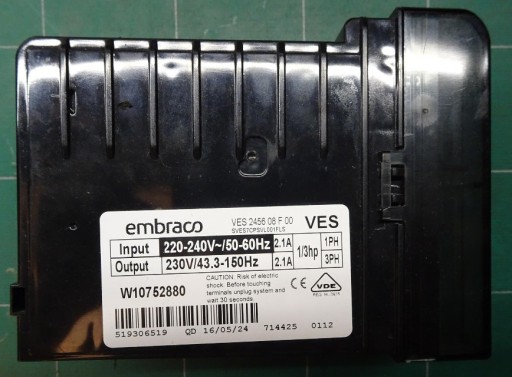 embraco
VES 2456 08 F 00
VES
Input 220-240V~/50-60Hz 2.1A 1/3hp 1PH
Output 230V/43.3-150Hz 2.1A 3PH
W10752880
CAUTION: Risk of electric
shock. Before touching
terminals unplug system and
wait 30 seconds.
CE
VDE
519306519 QD 16/05/24 714425 0112